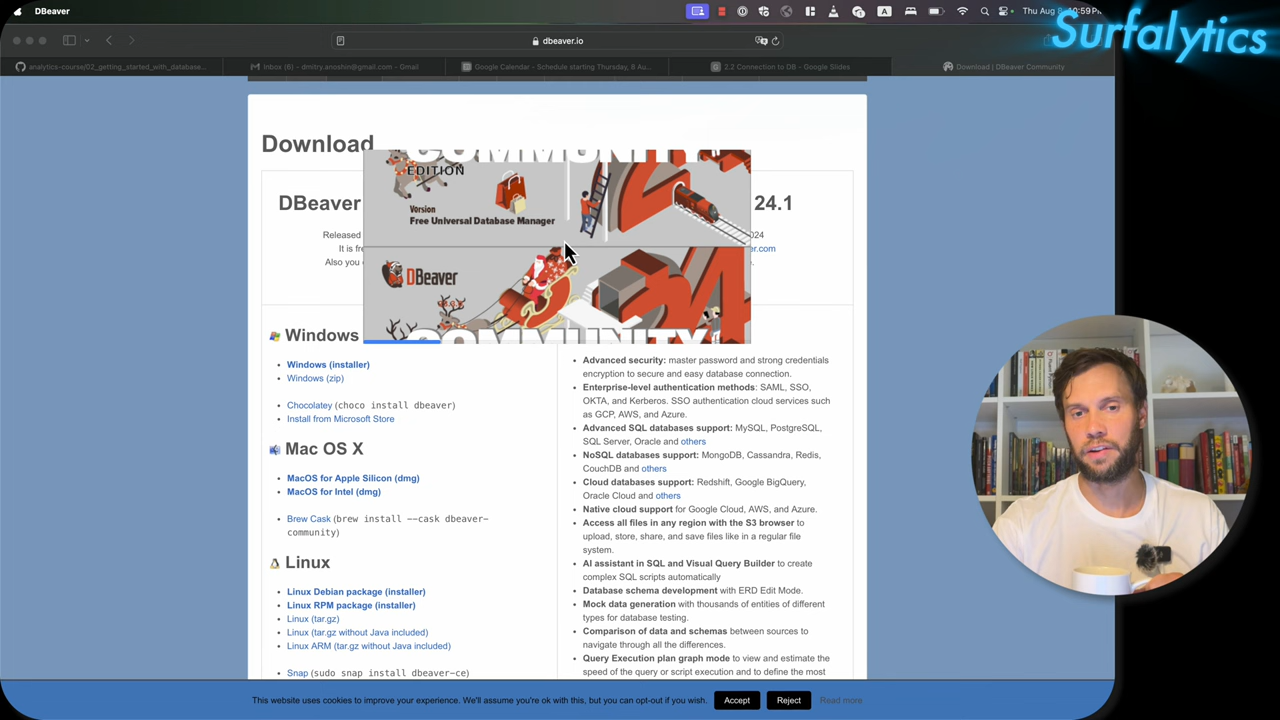 DBeaver
Thu Aug 8
10:59 PM
Surfalytics
dbeaver.io
analytics-course/02_getting_started_with_database...
Inbox (6) - dmitry.anoshin@gmail.com - Gmail
Google Calendar - Schedule starting Thursday, 8 Au...
2.2 Connection to DB - Google Slides
Download | DBeaver Community
Download
COMMUNITY
EDITION
Version
Free Universal Database Manager
DBeaver
COMMUNITY
DBeaver
24.1
Released
2024
It is fre
er.com
Also you
Windows
Windows (installer)
Windows (zip)
Chocolatey (choco install dbeaver)
Install from Microsoft Store
Mac OS X
MacOS for Apple Silicon (dmg)
MacOS for Intel (dmg)
Brew Cask (brew install --cask dbeaver-
community)
Linux
Linux Debian package (installer)
Linux RPM package (installer)
Linux (tar.gz)
Linux (tar.gz without Java included)
Linux ARM (tar.gz without Java included)
Snap (sudo snap install dbeaver-ce)
Advanced security: master password and strong credentials
encryption to secure and easy database connection.
Enterprise-level authentication methods: SAML, SSO,
OKTA, and Kerberos. SSO authentication cloud services such
as GCP, AWS, and Azure.
Advanced SQL databases support: MySQL, PostgreSQL,
SQL Server, Oracle and others
NoSQL databases support: MongoDB, Cassandra, Redis,
CouchDB and others
Cloud databases support: Redshift, Google BigQuery,
Oracle Cloud and others
Native cloud support for Google Cloud, AWS, and Azure.
Access all files in any region with the S3 browser to
upload, store, share, and save files like in a regular file
system.
AI assistant in SQL and Visual Query Builder to create
complex SQL scripts automatically
Database schema development with ERD Edit Mode.
Mock data generation with thousands of entities of different
types for database testing.
Comparison of data and schemas between sources to
navigate through all the differences.
Query Execution plan graph mode to view and estimate the
speed of the query or script execution and to define the most
This website uses cookies to improve your experience. We'll assume you're ok with this, but you can opt-out if you wish.
Accept
Reject
Read more